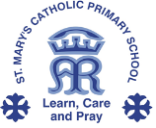 ST. MARY'S CATHOLIC PRIMARY SCHOOL
Learn, Care
and Pray